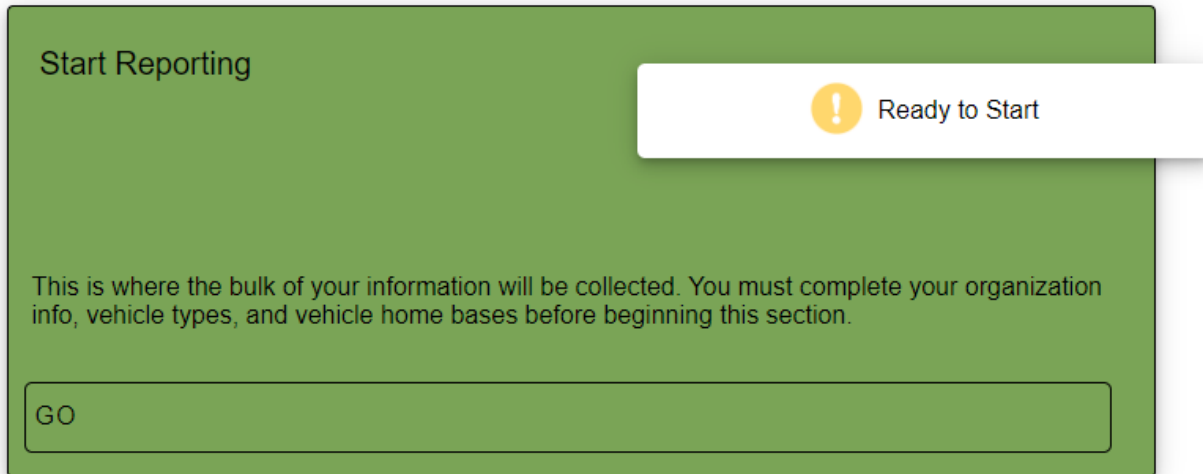 Start Reporting
Ready to Start
This is where the bulk of your information will be collected. You must complete your organization
info, vehicle types, and vehicle home bases before beginning this section.
GO